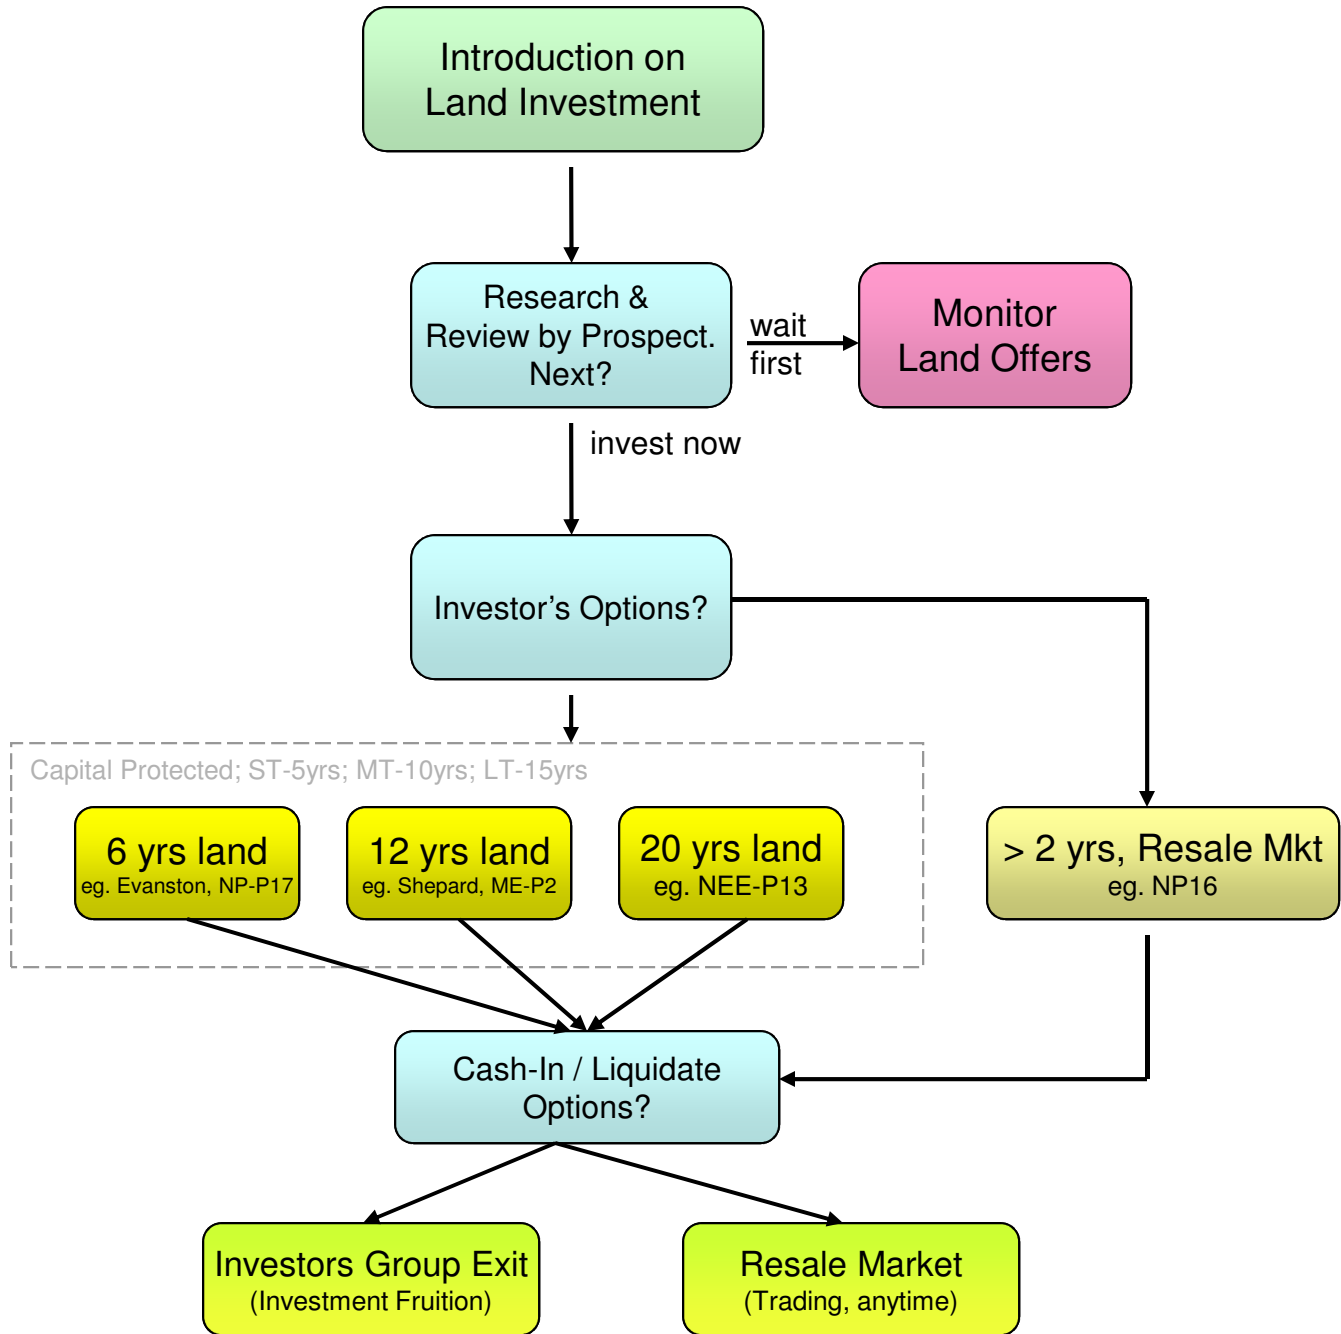 Introduction on
Land Investment
Research &
Review by Prospect.
Next?
wait
first
Monitor
Land Offers
invest now
Investor’s Options?
Capital Protected; ST-5yrs; MT-10yrs; LT-15yrs
6 yrs land
eg. Evanston, NP-P17
12 yrs land
eg. Shepard, ME-P2
20 yrs land
eg. NEE-P13
> 2 yrs, Resale Mkt
eg. NP16
Cash-In / Liquidate
Options?
Investors Group Exit
(Investment Fruition)
Resale Market
(Trading, anytime)